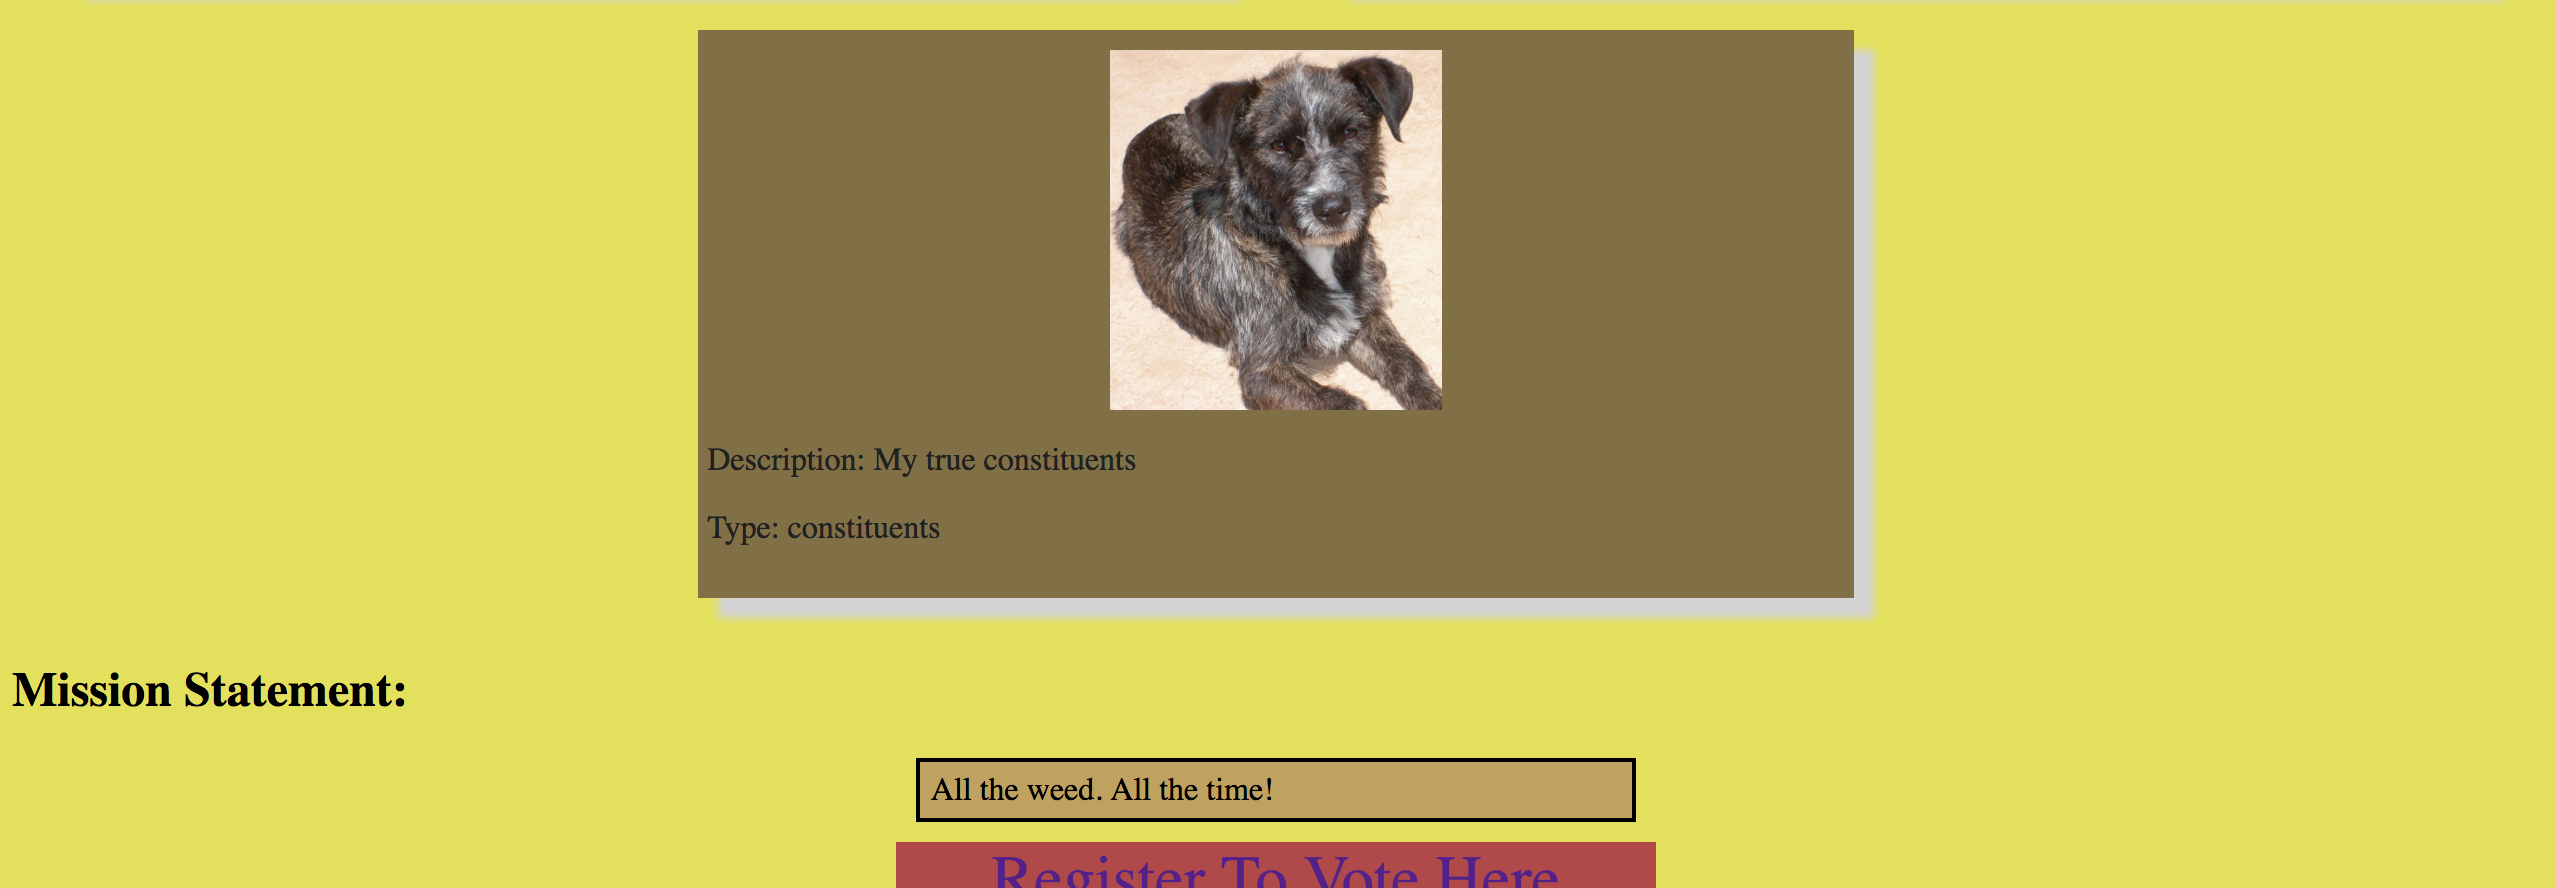 Description: My true constituents
Type: constituents
Mission Statement:
All the weed. All the time!
Register To Vote Here